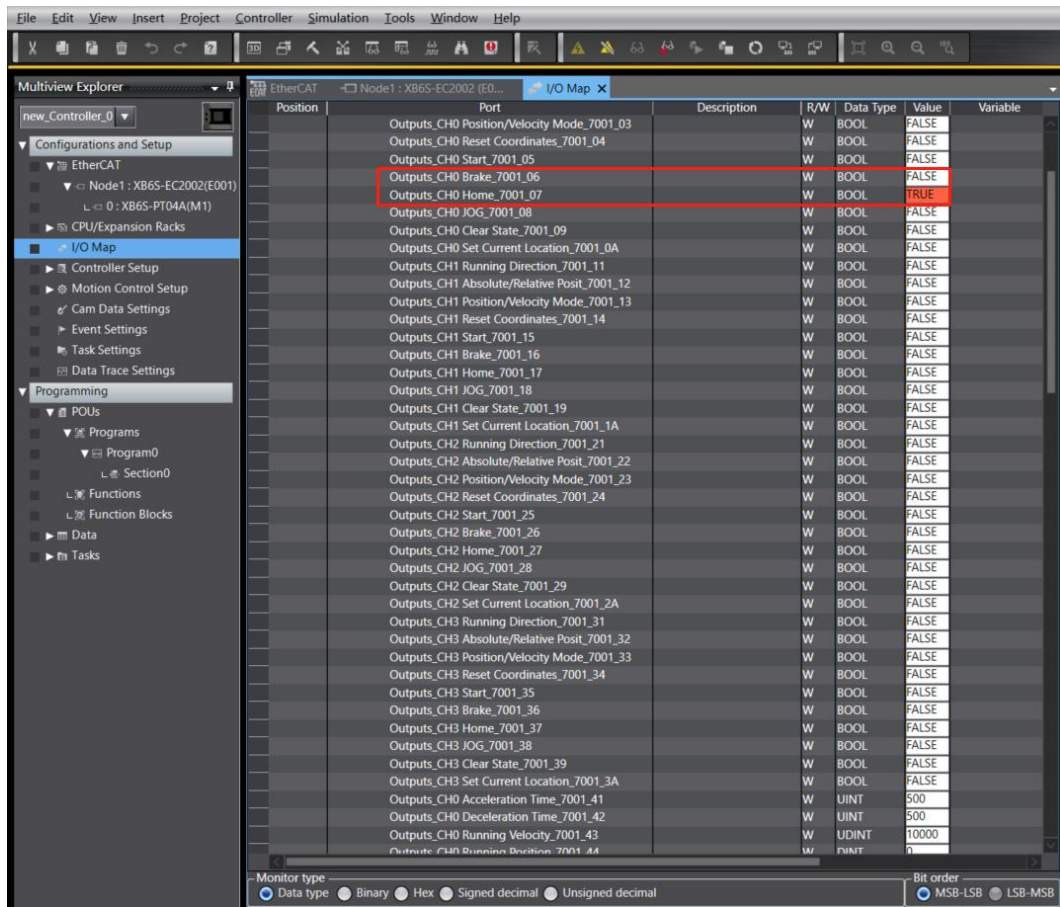 File Edit View Insert Project Controller Simulation Tools Window Help
Multiview Explorer
EtherCAT Node1 : XB6S-EC2002 (E0... I/O Map
new_Controller_0
Configurations and Setup
EtherCAT
Node1 : XB6S-EC2002(E001)
0 : XB6S-PT04A(M1)
CPU/Expansion Racks
I/O Map
Controller Setup
Motion Control Setup
Cam Data Settings
Event Settings
Task Settings
Data Trace Settings
Programming
POUs
Programs
Program0
Section0
Functions
Function Blocks
Data
Tasks
Position Port Description R/W Data Type Value Variable
Outputs_CH0 Position/Velocity Mode_7001_03 W BOOL FALSE
Outputs_CH0 Reset Coordinates_7001_04 W BOOL FALSE
Outputs_CH0 Start_7001_05 W BOOL FALSE
Outputs_CH0 Brake_7001_06 W BOOL FALSE
Outputs_CH0 Home_7001_07 W BOOL TRUE
Outputs_CH0 JOG_7001_08 W BOOL FALSE
Outputs_CH0 Clear State_7001_09 W BOOL FALSE
Outputs_CH0 Set Current Location_7001_0A W BOOL FALSE
Outputs_CH1 Running Direction_7001_11 W BOOL FALSE
Outputs_CH1 Absolute/Relative Posit_7001_12 W BOOL FALSE
Outputs_CH1 Position/Velocity Mode_7001_13 W BOOL FALSE
Outputs_CH1 Reset Coordinates_7001_14 W BOOL FALSE
Outputs_CH1 Start_7001_15 W BOOL FALSE
Outputs_CH1 Brake_7001_16 W BOOL FALSE
Outputs_CH1 Home_7001_17 W BOOL FALSE
Outputs_CH1 JOG_7001_18 W BOOL FALSE
Outputs_CH1 Clear State_7001_19 W BOOL FALSE
Outputs_CH1 Set Current Location_7001_1A W BOOL FALSE
Outputs_CH2 Running Direction_7001_21 W BOOL FALSE
Outputs_CH2 Absolute/Relative Posit_7001_22 W BOOL FALSE
Outputs_CH2 Position/Velocity Mode_7001_23 W BOOL FALSE
Outputs_CH2 Reset Coordinates_7001_24 W BOOL FALSE
Outputs_CH2 Start_7001_25 W BOOL FALSE
Outputs_CH2 Brake_7001_26 W BOOL FALSE
Outputs_CH2 Home_7001_27 W BOOL FALSE
Outputs_CH2 JOG_7001_28 W BOOL FALSE
Outputs_CH2 Clear State_7001_29 W BOOL FALSE
Outputs_CH2 Set Current Location_7001_2A W BOOL FALSE
Outputs_CH3 Running Direction_7001_31 W BOOL FALSE
Outputs_CH3 Absolute/Relative Posit_7001_32 W BOOL FALSE
Outputs_CH3 Position/Velocity Mode_7001_33 W BOOL FALSE
Outputs_CH3 Reset Coordinates_7001_34 W BOOL FALSE
Outputs_CH3 Start_7001_35 W BOOL FALSE
Outputs_CH3 Brake_7001_36 W BOOL FALSE
Outputs_CH3 Home_7001_37 W BOOL FALSE
Outputs_CH3 JOG_7001_38 W BOOL FALSE
Outputs_CH3 Clear State_7001_39 W BOOL FALSE
Outputs_CH3 Set Current Location_7001_3A W BOOL FALSE
Outputs_CH0 Acceleration Time_7001_41 W UINT 500
Outputs_CH0 Deceleration Time_7001_42 W UINT 500
Outputs_CH0 Running Velocity_7001_43 W UDINT 10000
Outputs_CH0 Running Position_7001_44 W DINT 0
Monitor type Bit order
Data type Binary Hex Signed decimal Unsigned decimal MSB-LSB LSB-MSB